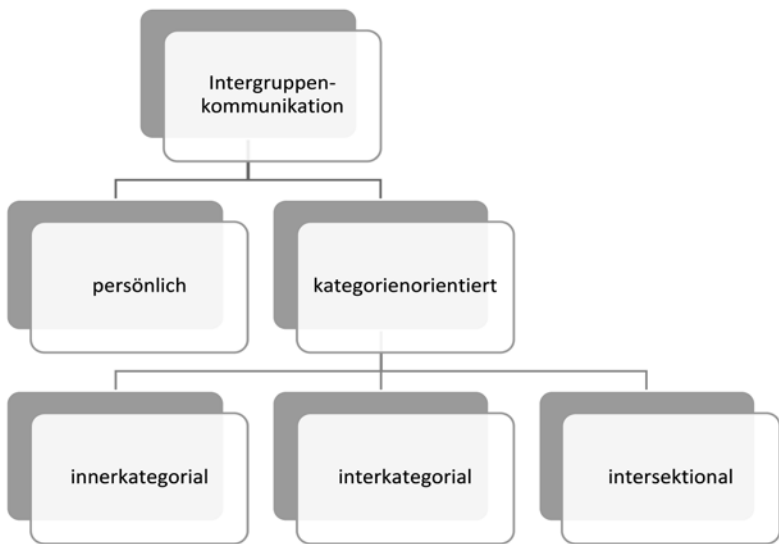 Intergruppen-
kommunikation
persönlich
kategorienorientiert
innerkategorial
interkategorial
intersektional